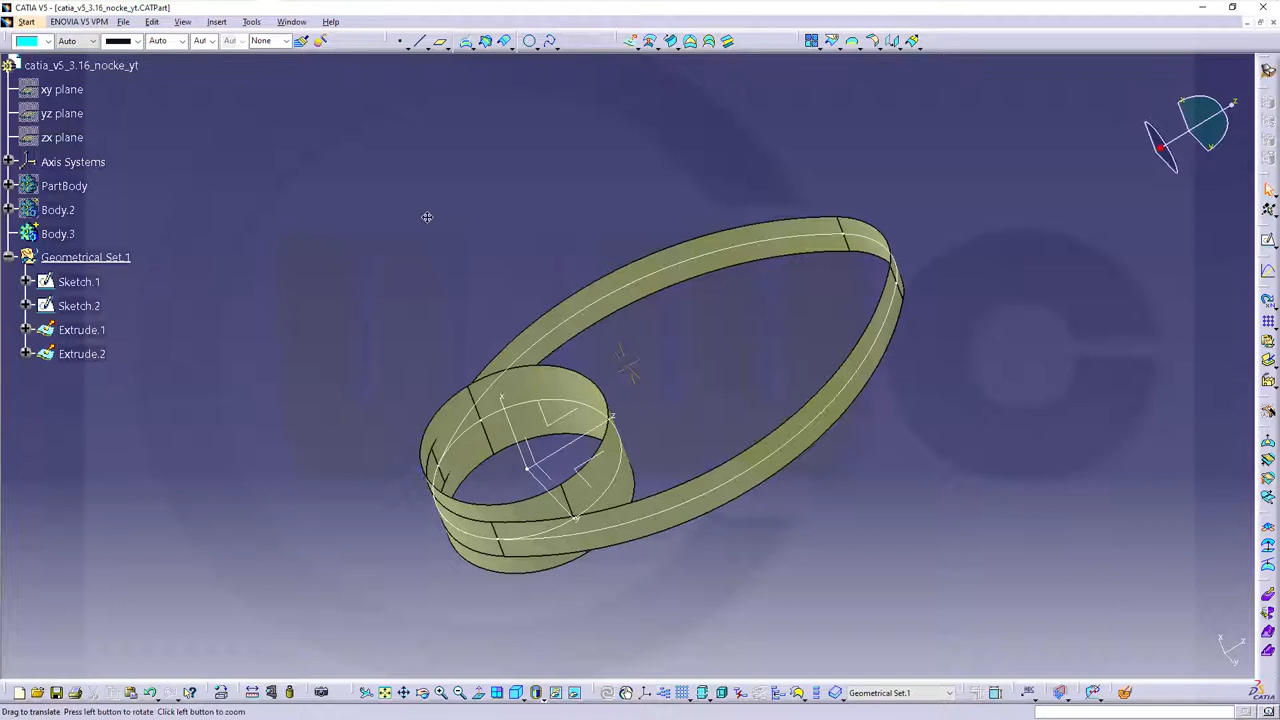 CATIA V5 - [catia_v5_3.16_nocke_yt.CATPart]
Start ENOVIA V5 VPM File Edit View Insert Tools Window Help
Auto Auto Aut Aut None
catia_v5_3.16_nocke_yt
xy plane
yz plane
zx plane
Axis Systems
PartBody
Body.2
Body.3
Geometrical Set.1
Sketch.1
Sketch.2
Extrude.1
Extrude.2
Geometrical Set.1
Drag to translate Press left button to rotate Click left button to zoom
CATIA